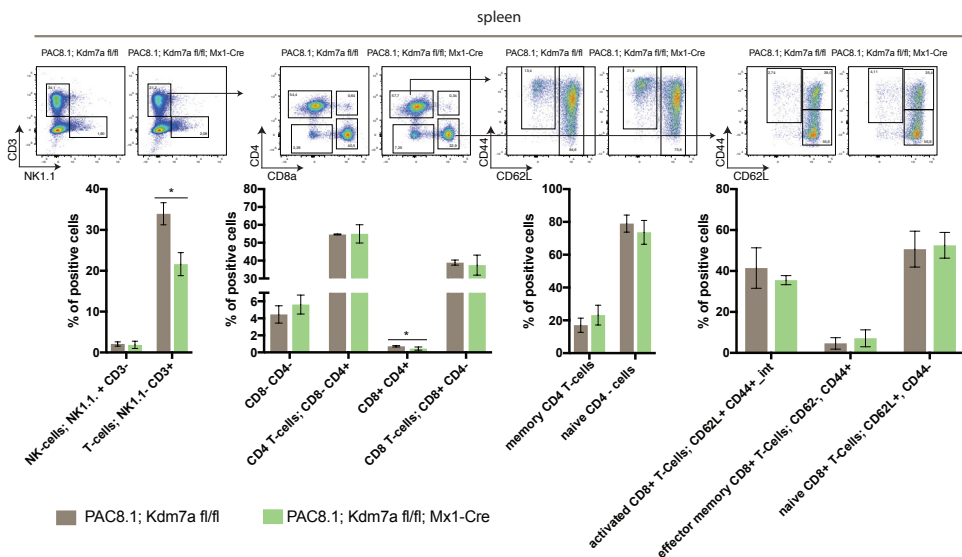 spleen
PAC8.1; Kdm7a fl/fl
PAC8.1; Kdm7a fl/fl; Mx1-Cre
PAC8.1; Kdm7a fl/fl
PAC8.1; Kdm7a fl/fl; Mx1-Cre
PAC8.1; Kdm7a fl/fl
PAC8.1; Kdm7a fl/fl; Mx1-Cre
PAC8.1; Kdm7a fl/fl
PAC8.1; Kdm7a fl/fl; Mx1-Cre
CD3
NK1.1
CD4
CD8a
CD44
CD62L
CD44
CD62L
% of positive cells
40
30
20
10
0
*
NK-cells; NK1.1. + CD3-
T-cells; NK1.1- CD3+
% of positive cells
60
50
40
30
6
4
2
0
*
CD8- CD4-
CD4 T-cells; CD8- CD4+
CD8+ CD4+
CD8 T-cells; CD8+ CD4-
% of positive cells
100
80
60
40
20
0
memory CD4 T-cells
naive CD4 - cells
% of positive cells
80
60
40
20
0
activated CD8+ T-Cells; CD62L+ CD44+_int
effector memory CD8+ T-Cells; CD62-, CD44+
naive CD8+ T-Cells; CD62L+, CD44-
PAC8.1; Kdm7a fl/fl
PAC8.1; Kdm7a fl/fl; Mx1-Cre